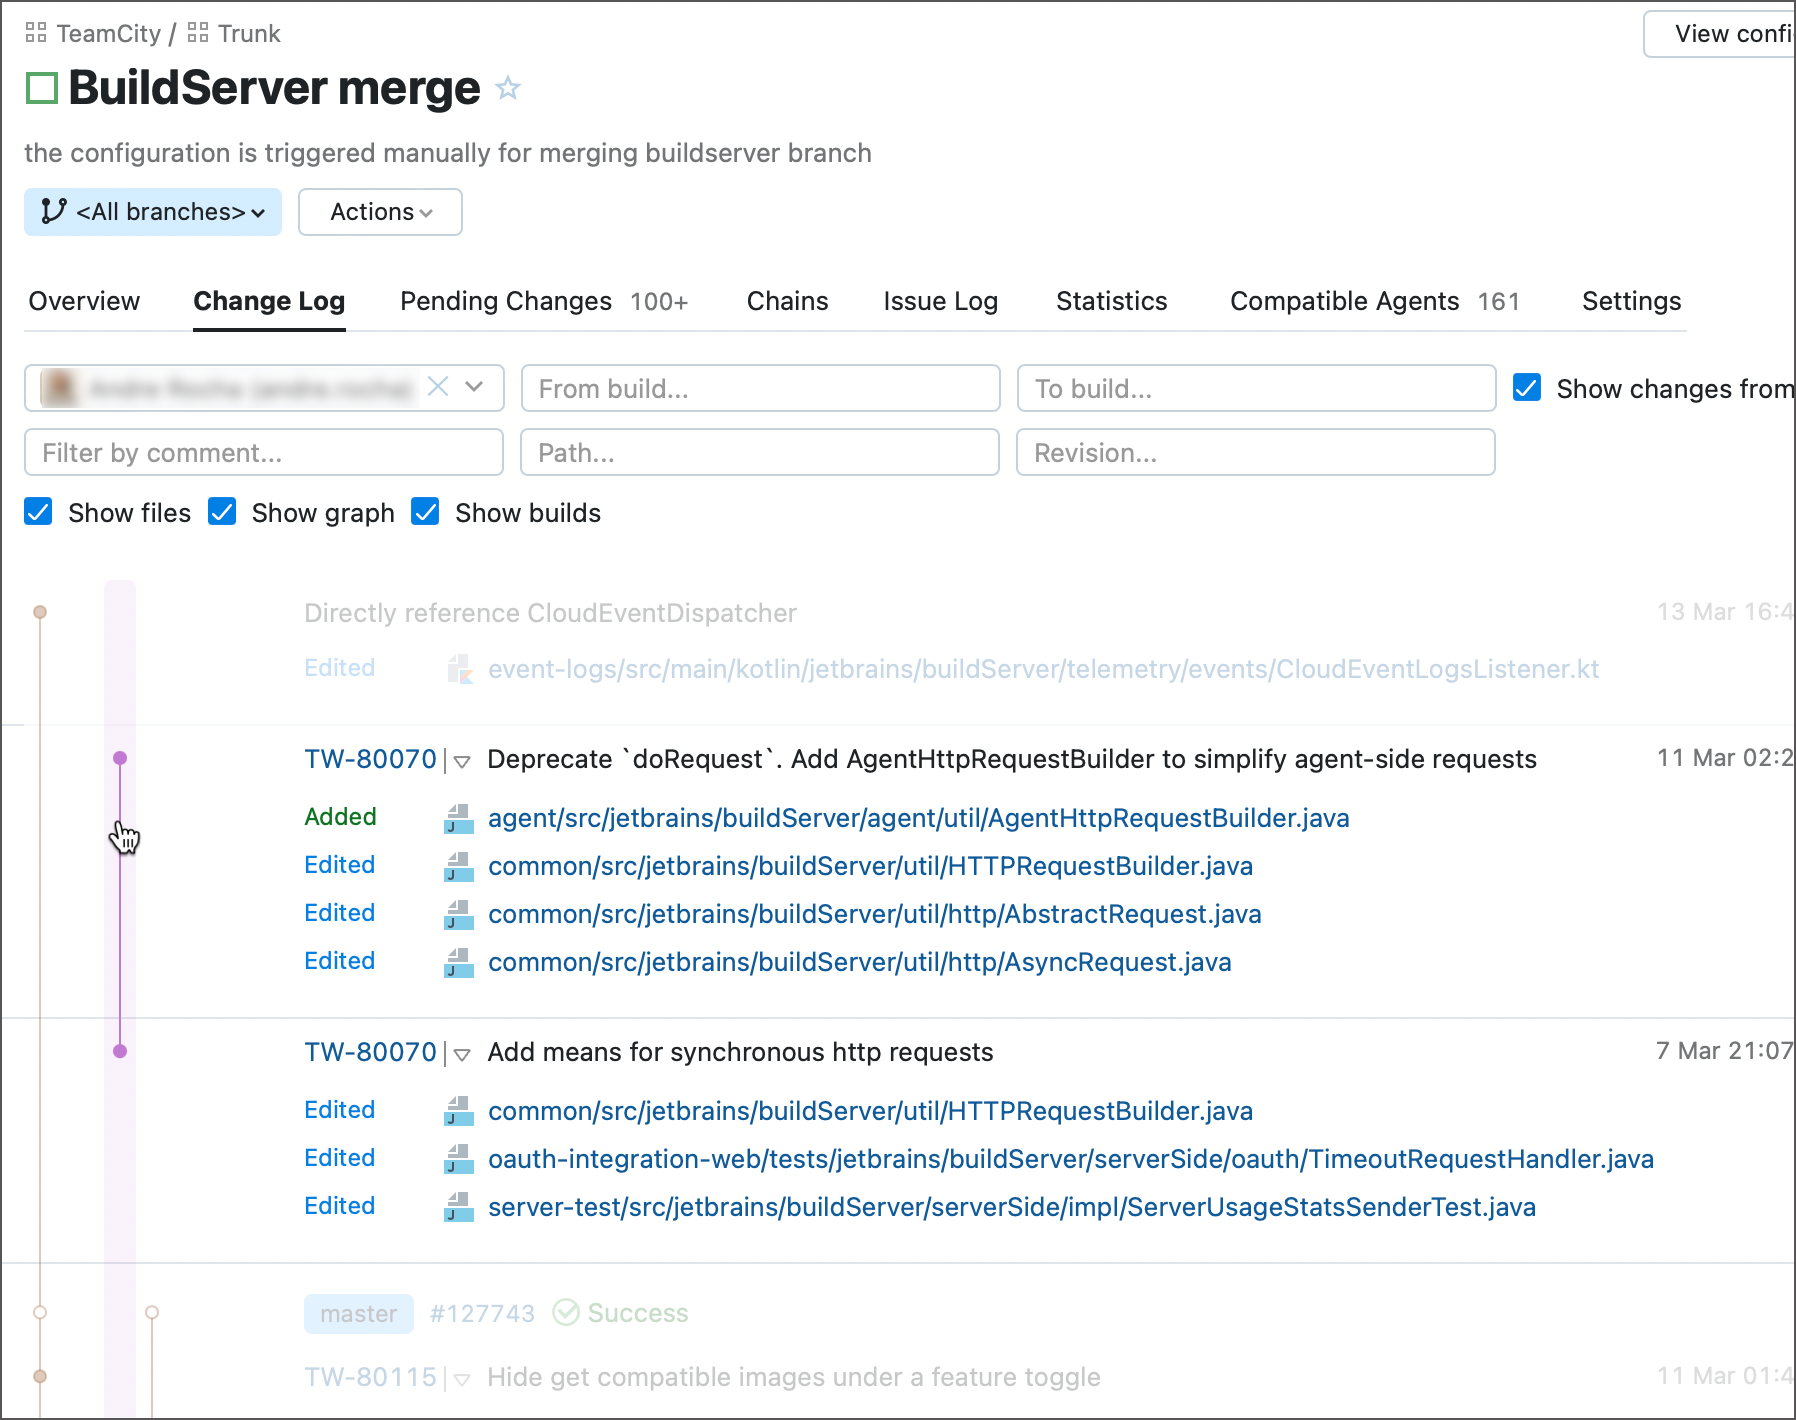 TeamCity / Trunk
View confi
BuildServer merge
the configuration is triggered manually for merging buildserver branch
<All branches> Actions
Overview Change Log Pending Changes 100+ Chains Issue Log Statistics Compatible Agents 161 Settings
From build... To build... Show changes from
Filter by comment... Path... Revision...
Show files Show graph Show builds
Directly reference CloudEventDispatcher 13 Mar 16:4
Edited event-logs/src/main/kotlin/jetbrains/buildServer/telemetry/events/CloudEventLogsListener.kt
TW-80070 Deprecate `doRequest`. Add AgentHttpRequestBuilder to simplify agent-side requests 11 Mar 02:2
Added agent/src/jetbrains/buildServer/agent/util/AgentHttpRequestBuilder.java
Edited common/src/jetbrains/buildServer/util/HTTPRequestBuilder.java
Edited common/src/jetbrains/buildServer/util/http/AbstractRequest.java
Edited common/src/jetbrains/buildServer/util/http/AsyncRequest.java
TW-80070 Add means for synchronous http requests 7 Mar 21:07
Edited common/src/jetbrains/buildServer/util/HTTPRequestBuilder.java
Edited oauth-integration-web/tests/jetbrains/buildServer/serverSide/oauth/TimeoutRequestHandler.java
Edited server-test/src/jetbrains/buildServer/serverSide/impl/ServerUsageStatsSenderTest.java
master #127743 Success
TW-80115 Hide get compatible images under a feature toggle 11 Mar 01:4